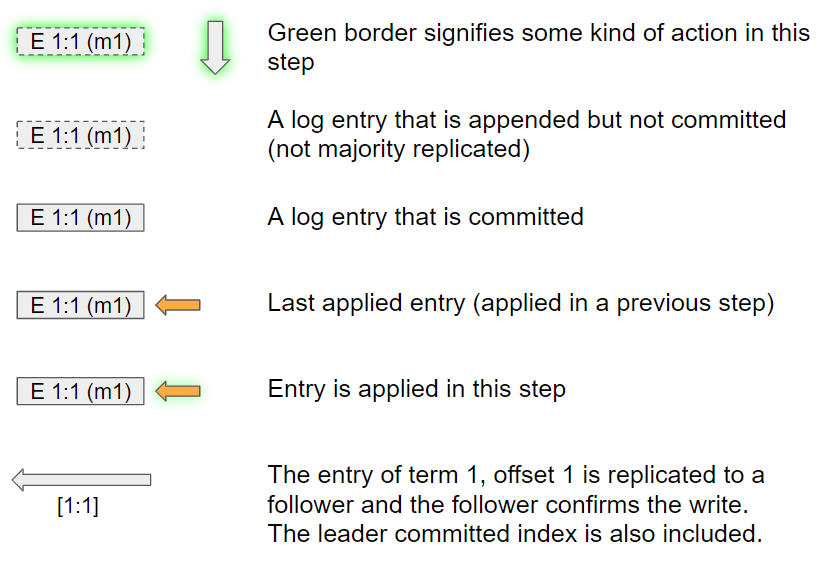 E 1:1 (m1)
Green border signifies some kind of action in this
step
E 1:1 (m1)
A log entry that is appended but not committed
(not majority replicated)
E 1:1 (m1)
A log entry that is committed
E 1:1 (m1)
Last applied entry (applied in a previous step)
E 1:1 (m1)
Entry is applied in this step
[1:1]
The entry of term 1, offset 1 is replicated to a
follower and the follower confirms the write.
The leader committed index is also included.